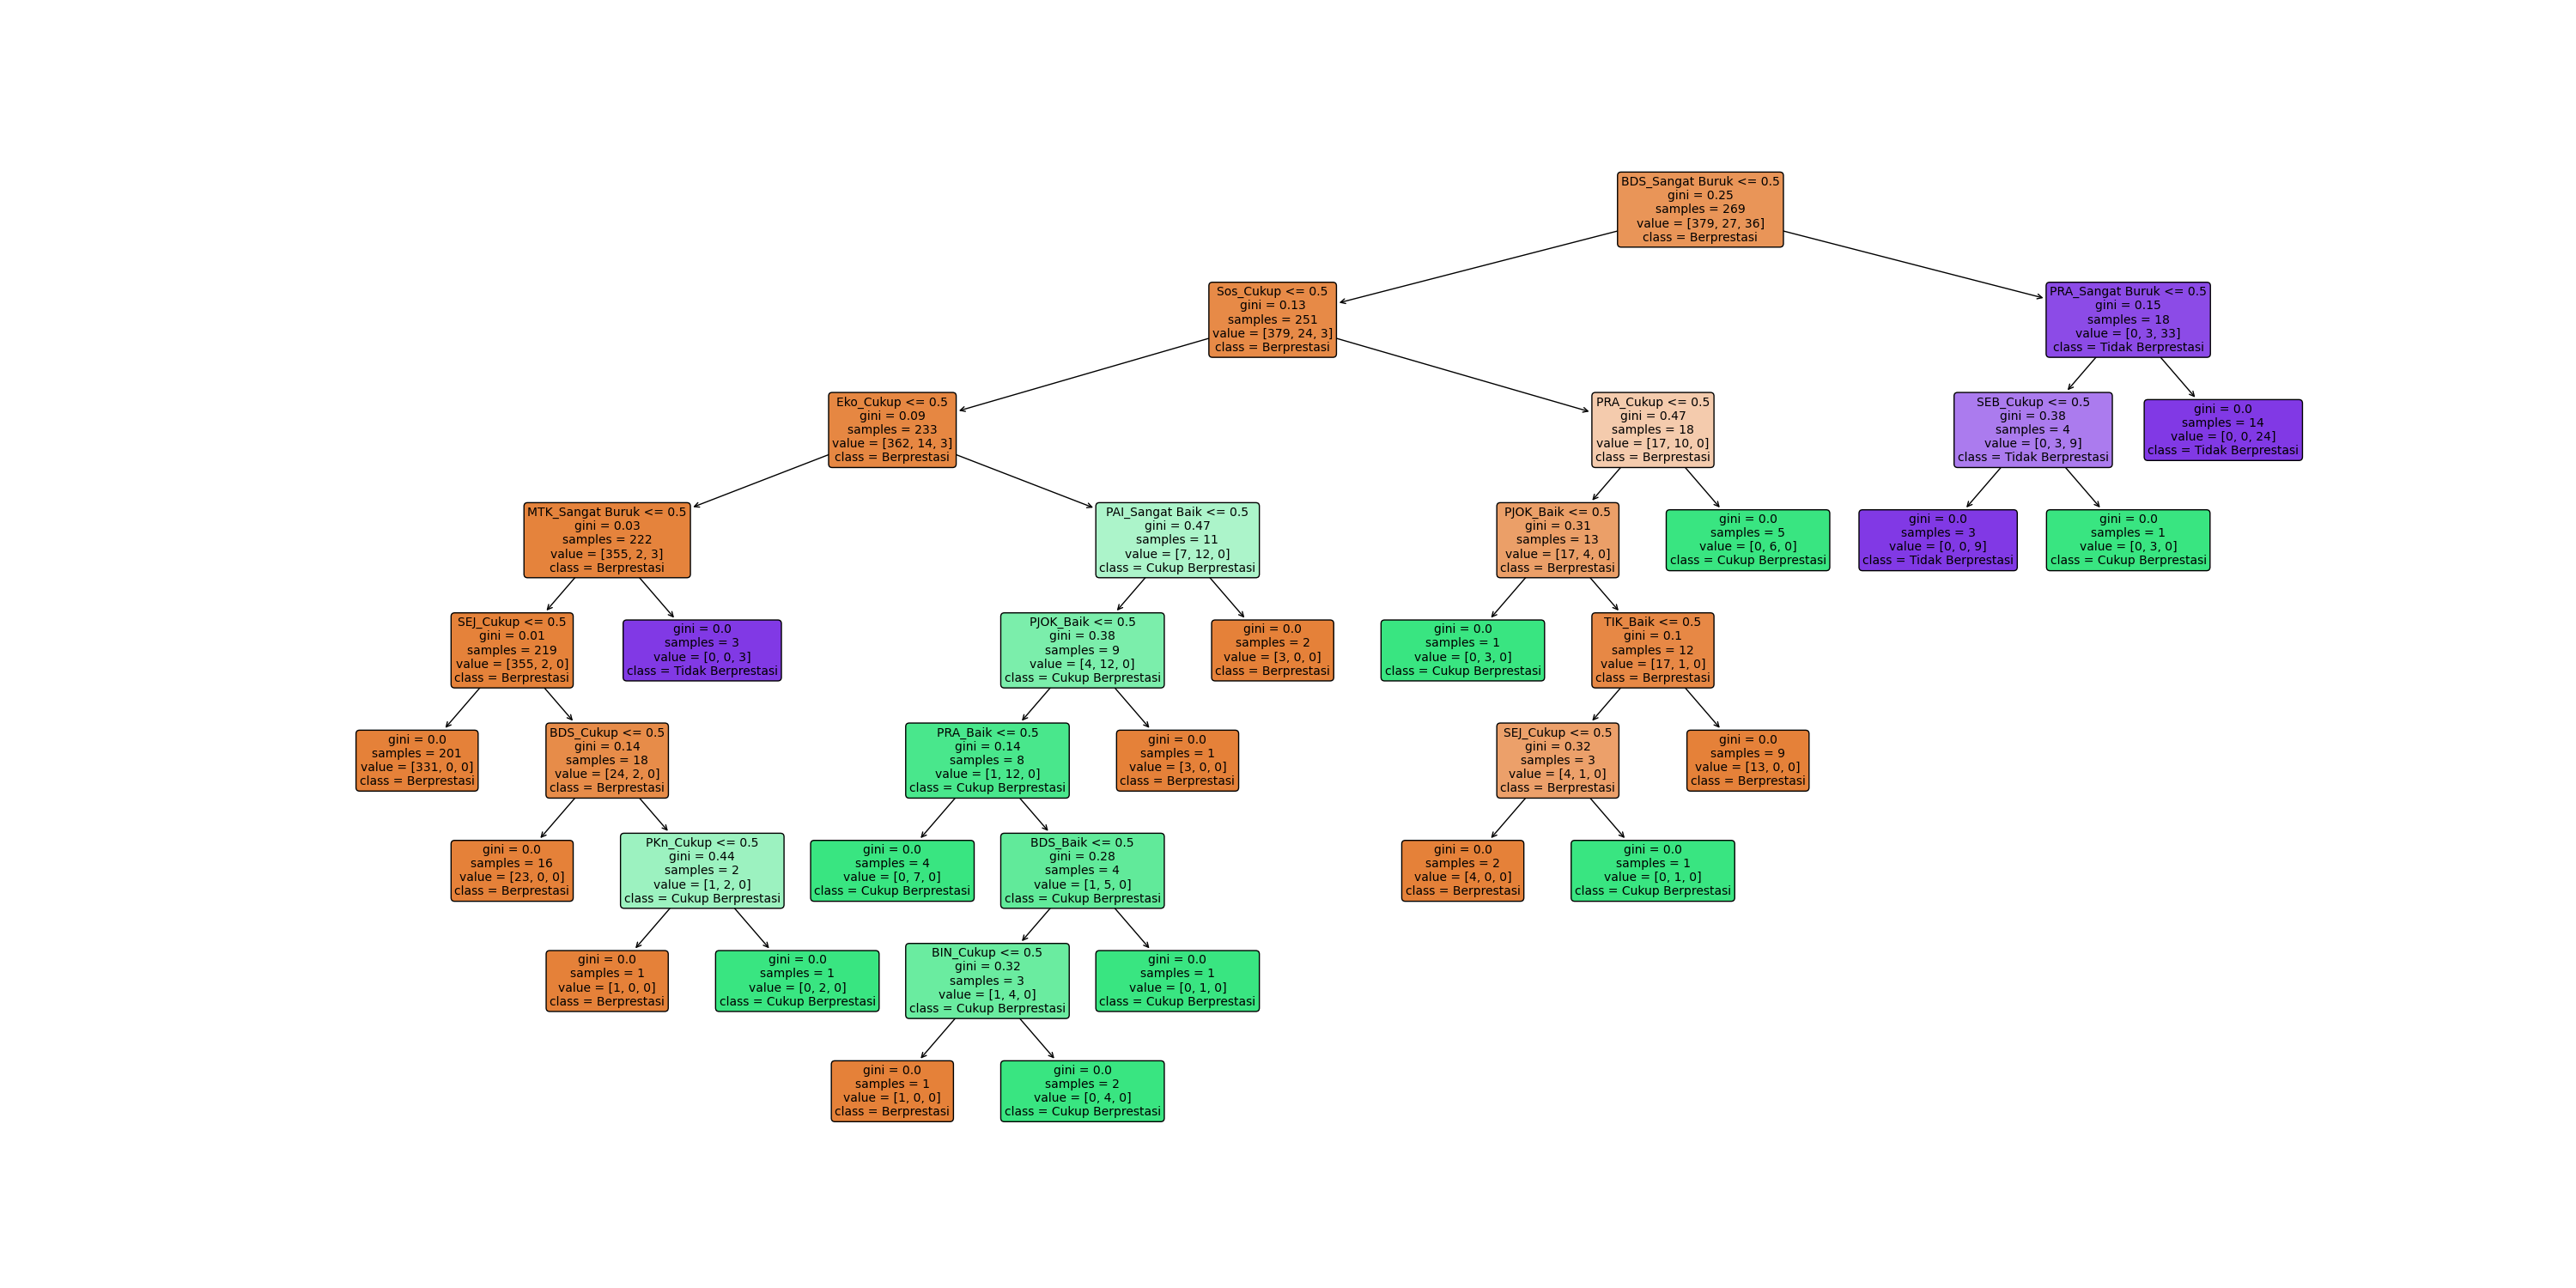 BDS_Sangat Buruk <= 0.5
gini = 0.25
samples = 269
value = [379, 27, 36]
class = Berprestasi
Sos_Cukup <= 0.5
gini = 0.13
samples = 251
value = [379, 24, 3]
class = Berprestasi
PRA_Sangat Buruk <= 0.5
gini = 0.15
samples = 18
value = [0, 3, 33]
class = Tidak Berprestasi
Eko_Cukup <= 0.5
gini = 0.09
samples = 233
value = [362, 14, 3]
class = Berprestasi
PRA_Cukup <= 0.5
gini = 0.47
samples = 18
value = [17, 10, 0]
class = Berprestasi
SEB_Cukup <= 0.5
gini = 0.38
samples = 4
value = [0, 3, 9]
class = Tidak Berprestasi
gini = 0.0
samples = 14
value = [0, 0, 24]
class = Tidak Berprestasi
MTK_Sangat Buruk <= 0.5
gini = 0.03
samples = 222
value = [355, 2, 3]
class = Berprestasi
PAI_Sangat Baik <= 0.5
gini = 0.47
samples = 11
value = [7, 12, 0]
class = Cukup Berprestasi
PJOK_Baik <= 0.5
gini = 0.31
samples = 13
value = [17, 4, 0]
class = Berprestasi
gini = 0.0
samples = 5
value = [0, 6, 0]
class = Cukup Berprestasi
gini = 0.0
samples = 3
value = [0, 0, 9]
class = Tidak Berprestasi
gini = 0.0
samples = 1
value = [0, 3, 0]
class = Cukup Berprestasi
SEJ_Cukup <= 0.5
gini = 0.01
samples = 219
value = [355, 2, 0]
class = Berprestasi
gini = 0.0
samples = 3
value = [0, 0, 3]
class = Tidak Berprestasi
PJOK_Baik <= 0.5
gini = 0.38
samples = 9
value = [4, 12, 0]
class = Cukup Berprestasi
gini = 0.0
samples = 2
value = [3, 0, 0]
class = Berprestasi
gini = 0.0
samples = 1
value = [0, 3, 0]
class = Cukup Berprestasi
TIK_Baik <= 0.5
gini = 0.1
samples = 12
value = [17, 1, 0]
class = Berprestasi
gini = 0.0
samples = 201
value = [331, 0, 0]
class = Berprestasi
BDS_Cukup <= 0.5
gini = 0.14
samples = 18
value = [24, 2, 0]
class = Berprestasi
PRA_Baik <= 0.5
gini = 0.14
samples = 8
value = [1, 12, 0]
class = Cukup Berprestasi
gini = 0.0
samples = 1
value = [3, 0, 0]
class = Berprestasi
SEJ_Cukup <= 0.5
gini = 0.32
samples = 3
value = [4, 1, 0]
class = Berprestasi
gini = 0.0
samples = 9
value = [13, 0, 0]
class = Berprestasi
gini = 0.0
samples = 16
value = [23, 0, 0]
class = Berprestasi
PKn_Cukup <= 0.5
gini = 0.44
samples = 2
value = [1, 2, 0]
class = Cukup Berprestasi
gini = 0.0
samples = 4
value = [0, 7, 0]
class = Cukup Berprestasi
BDS_Baik <= 0.5
gini = 0.28
samples = 4
value = [1, 5, 0]
class = Cukup Berprestasi
gini = 0.0
samples = 2
value = [4, 0, 0]
class = Berprestasi
gini = 0.0
samples = 1
value = [0, 1, 0]
class = Cukup Berprestasi
gini = 0.0
samples = 1
value = [1, 0, 0]
class = Berprestasi
gini = 0.0
samples = 1
value = [0, 2, 0]
class = Cukup Berprestasi
BIN_Cukup <= 0.5
gini = 0.32
samples = 3
value = [1, 4, 0]
class = Cukup Berprestasi
gini = 0.0
samples = 1
value = [0, 1, 0]
class = Cukup Berprestasi
gini = 0.0
samples = 1
value = [1, 0, 0]
class = Berprestasi
gini = 0.0
samples = 2
value = [0, 4, 0]
class = Cukup Berprestasi